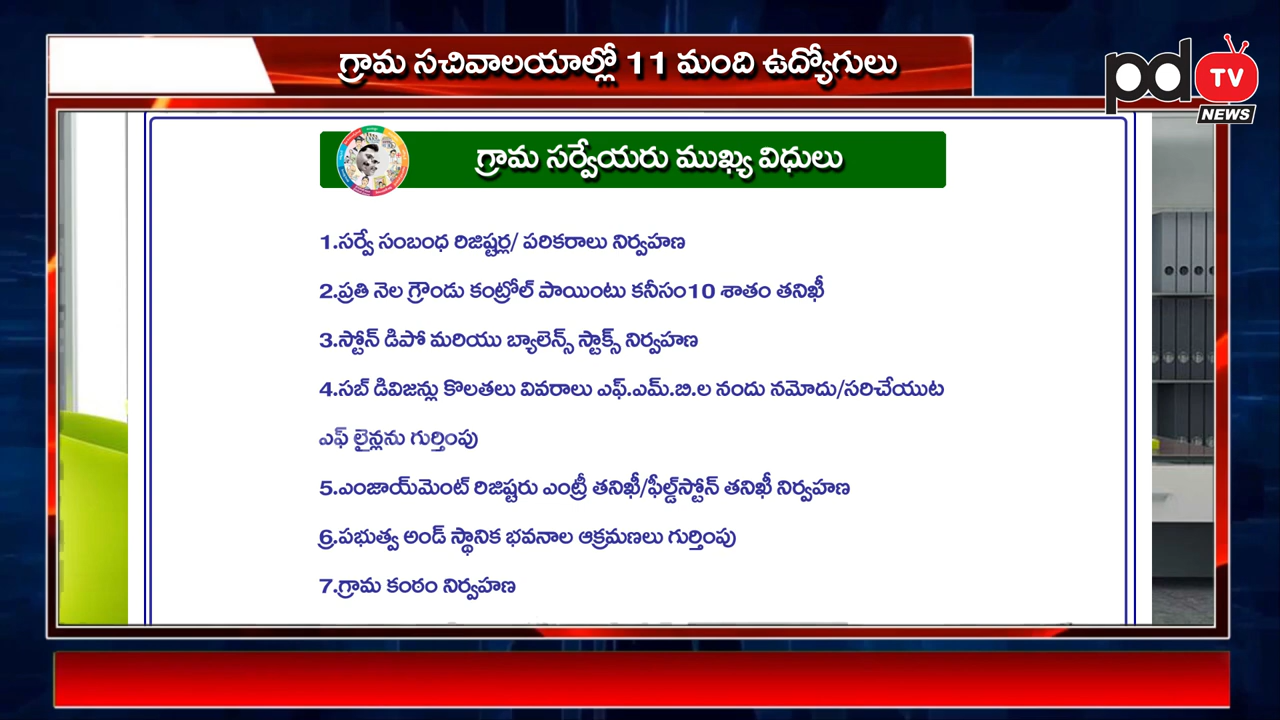 గ్రామ సచివాలయాల్లో 11 మంది ఉద్యోగులు
pd TV NEWS
గ్రామ సర్వేయరు ముఖ్య విధులు
1.సర్వే సంబంధ రిజిష్టర్ల/ పరికరాలు నిర్వహణ
2.ప్రతి నెల గ్రౌండు కంట్రోల్ పాయింటు కనీసం10 శాతం తనిఖీ
3.స్టోన్ డిపో మరియు బ్యాలెన్స్ స్టాక్స్ నిర్వహణ
4.సబ్ డివిజన్లు కొలతలు వివరాలు ఎఫ్.ఎమ్.బి.ల నందు నమోదు/సరిచేయుట
ఎఫ్ లైన్లను గుర్తింపు
5.ఎంజాయ్‌మెంట్ రిజిష్టరు ఎంట్రీ తనిఖీ/ఫీల్డ్‌స్టోన్ తనిఖీ నిర్వహణ
6్ర.పభుత్వ అండ్ స్థానిక భవనాల ఆక్రమణలు గుర్తింపు
7.గ్రామ కంఠం నిర్వహణ